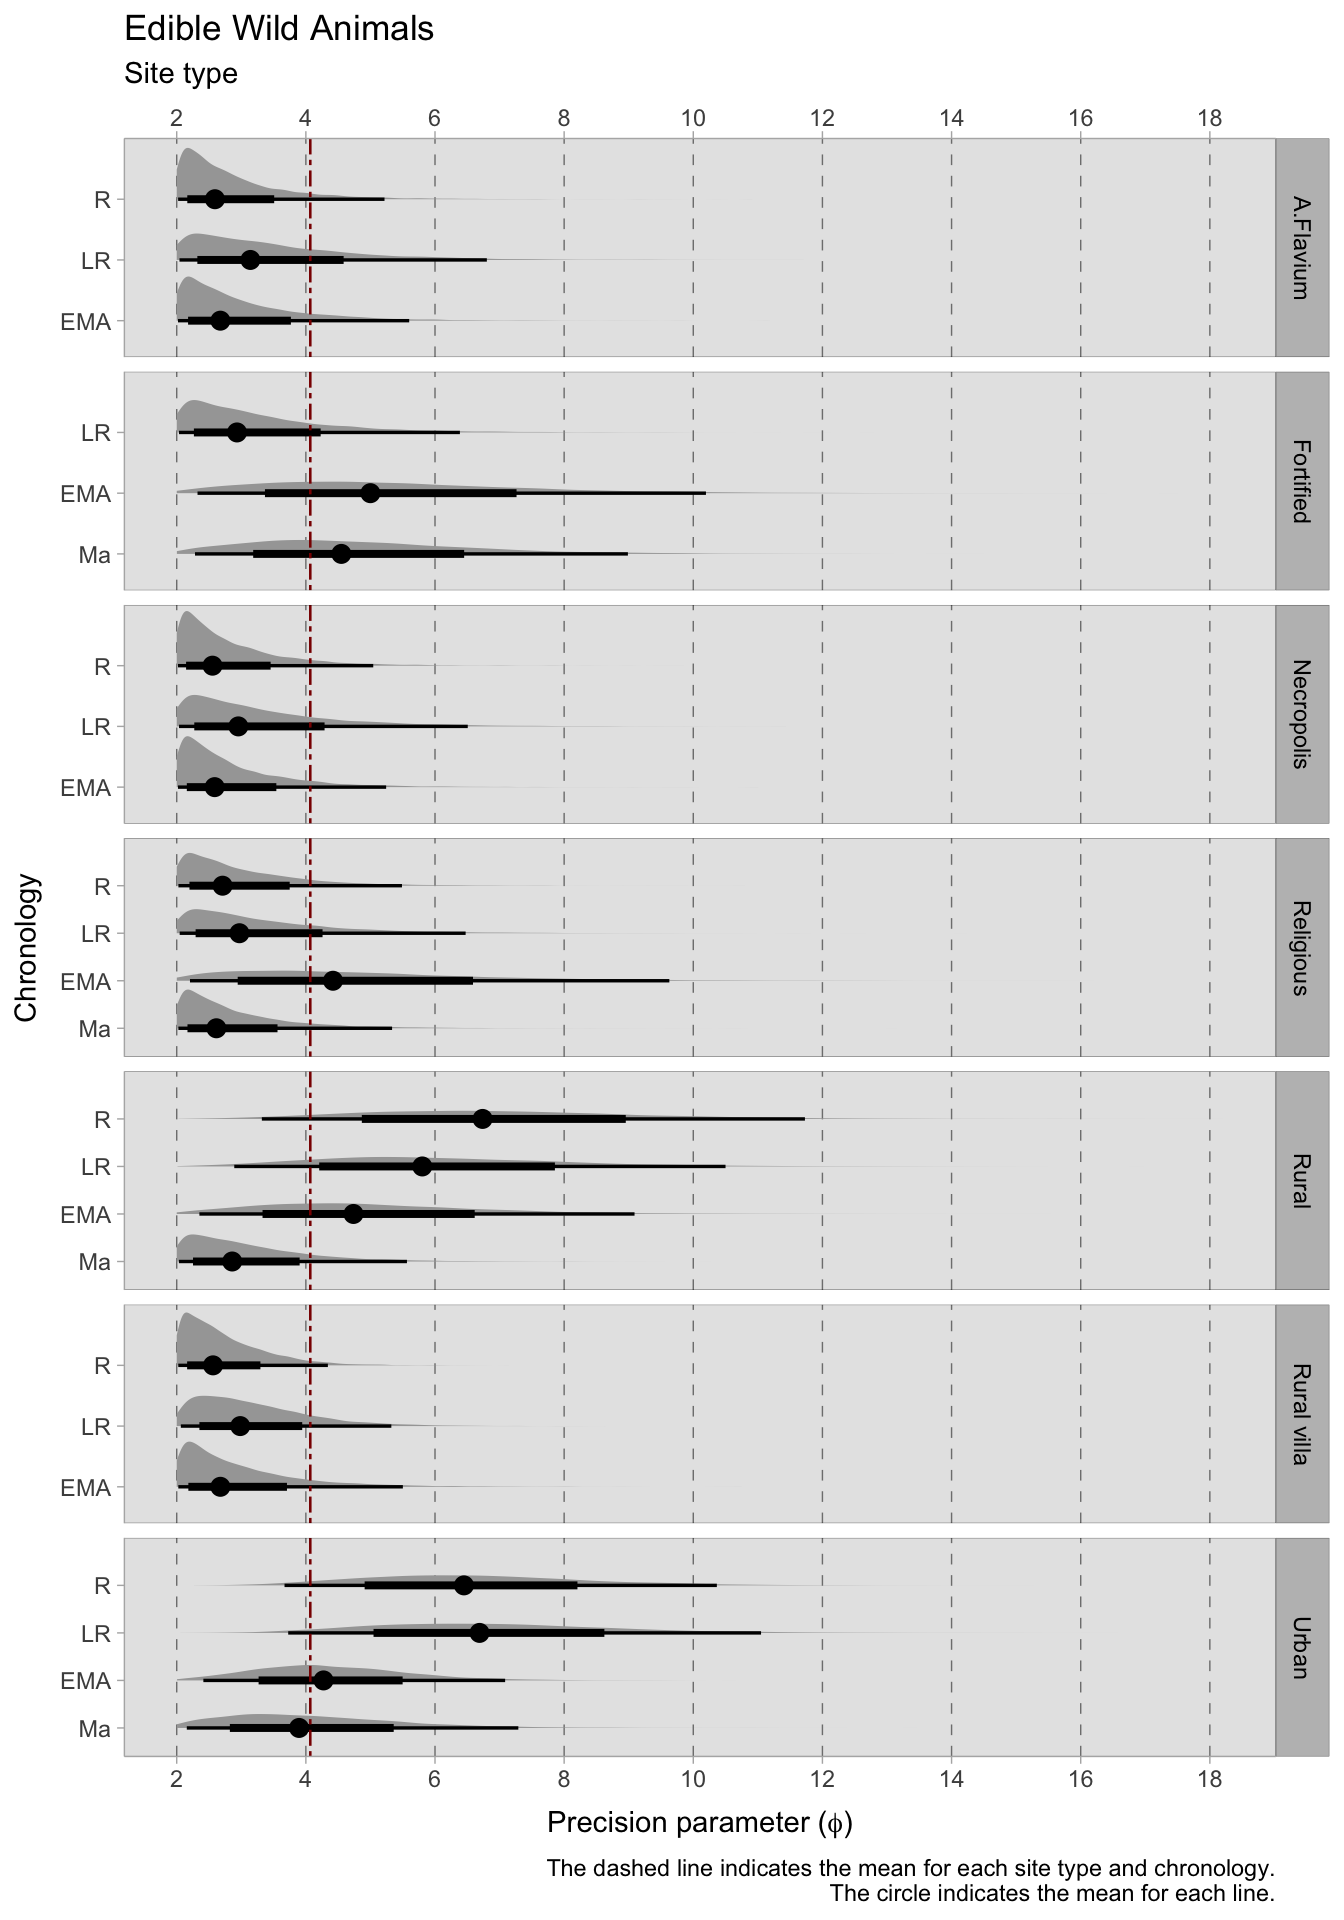 Edible Wild Animals
Site type
2 4 6 8 10 12 14 16 18
R
LR
EMA
A.Flavium
LR
EMA
Ma
Fortified
R
LR
EMA
Necropolis
Chronology
R
LR
EMA
Ma
Religious
R
LR
EMA
Ma
Rural
R
LR
EMA
Rural villa
R
LR
EMA
Ma
Urban
2 4 6 8 10 12 14 16 18
Precision parameter (ϕ)
The dashed line indicates the mean for each site type and chronology.
The circle indicates the mean for each line.